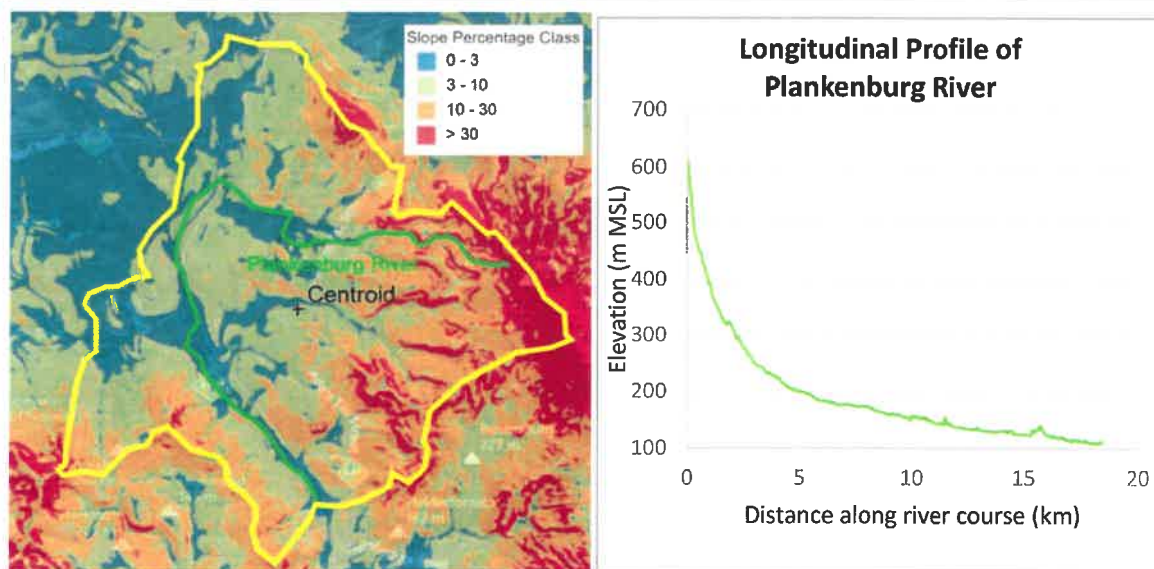 Slope Percentage Class
0 - 3
3 - 10
10 - 30
> 30
Plankenburg River
Centroid
Longitudinal Profile of
Plankenburg River
Elevation (m MSL)
700
600
500
400
300
200
100
0
5
10
15
20
Distance along river course (km)